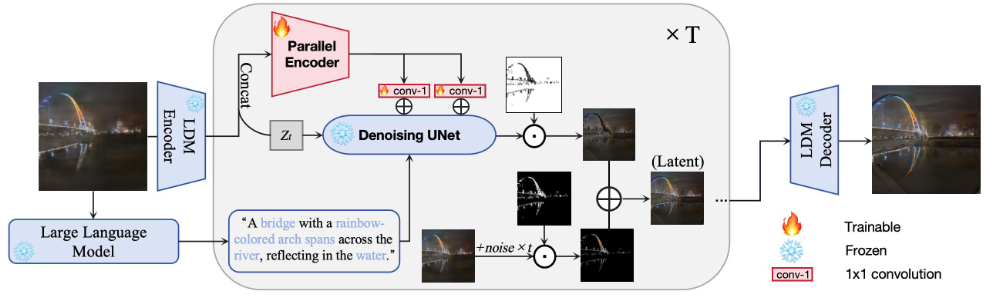 × T
Parallel
Encoder
conv-1
conv-1
Concat
LDM
Encoder
Zt
Denoising UNet
(Latent)
...
LDM
Decoder
Large Language
Model
“A bridge with a rainbow-
colored arch spans across the
river, reflecting in the water.”
+noise × t
Trainable
Frozen
conv-1
1x1 convolution